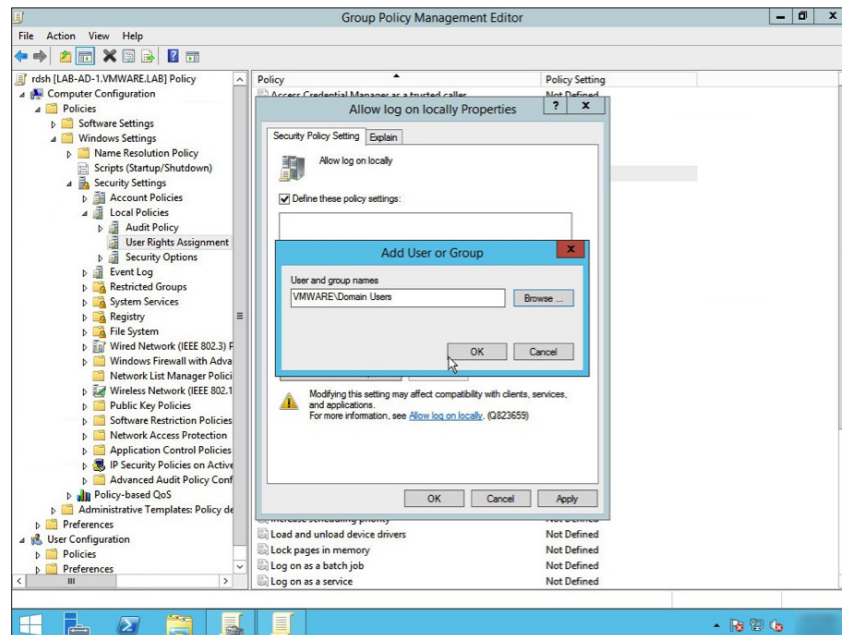 Group Policy Management Editor
File Action View Help
rdsh [LAB-AD-1.VMWARE.LAB] Policy
Computer Configuration
Policies
Software Settings
Windows Settings
Name Resolution Policy
Scripts (Startup/Shutdown)
Security Settings
Account Policies
Local Policies
Audit Policy
User Rights Assignment
Security Options
Event Log
Restricted Groups
System Services
Registry
File System
Wired Network (IEEE 802.3) P
Windows Firewall with Adva
Network List Manager Polici
Wireless Network (IEEE 802.1
Public Key Policies
Software Restriction Policies
Network Access Protection
Application Control Policies
IP Security Policies on Active
Advanced Audit Policy Conf
Policy-based QoS
Administrative Templates: Policy de
Preferences
User Configuration
Policies
Preferences
Policy Policy Setting
Access Credential Manager as a trusted caller Not Defined
Allow log on locally Properties
Security Policy Setting Explain
Allow log on locally
Define these policy settings:
Add User or Group
User and group names
VMWARE\Domain Users Browse ...
OK Cancel
Modifying this setting may affect compatibility with clients, services,
and applications.
For more information, see Allow log on locally. (Q823659)
OK Cancel Apply
Increase scheduling priority Not Defined
Load and unload device drivers Not Defined
Lock pages in memory Not Defined
Log on as a batch job Not Defined
Log on as a service Not Defined